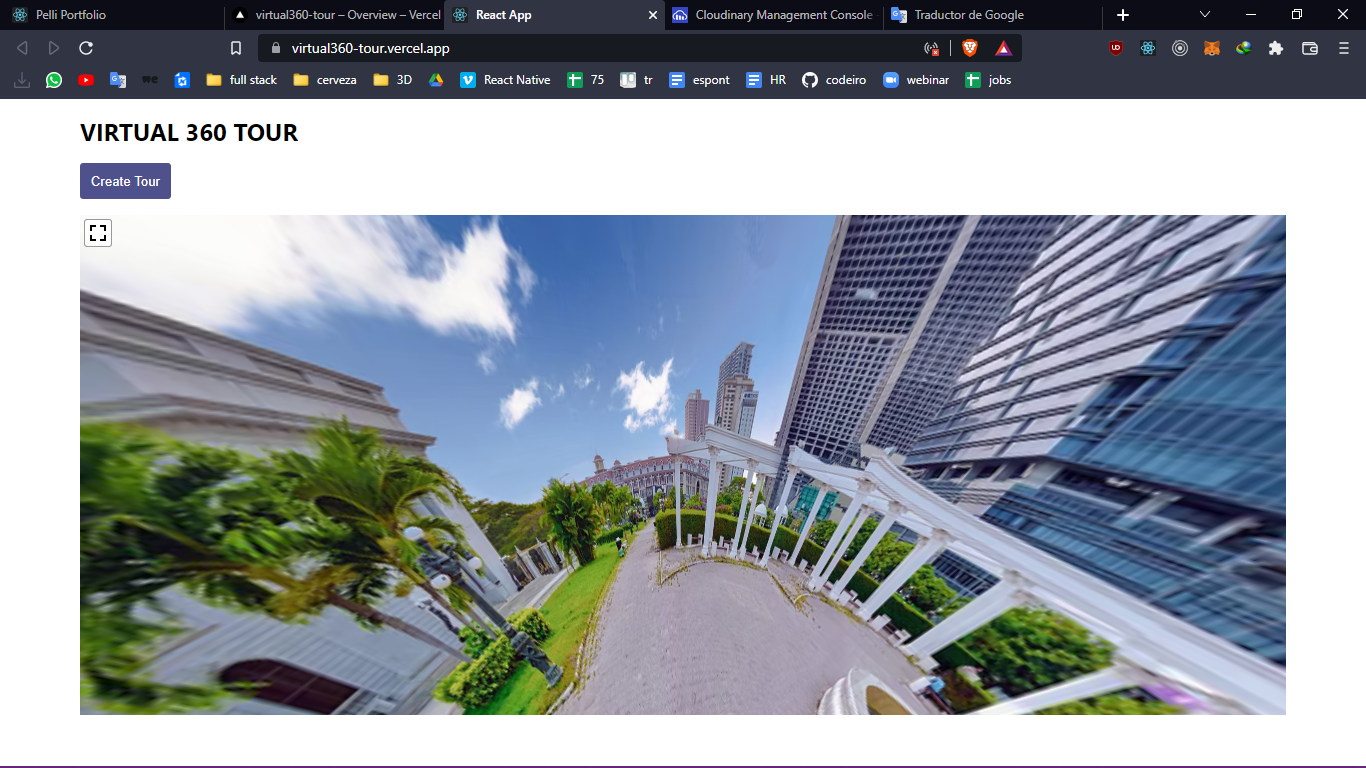 Pelli Portfolio
virtual360-tour – Overview – Vercel
React App
Cloudinary Management Console
Traductor de Google
virtual360-tour.vercel.app
we
full stack
cerveza
3D
React Native
75
tr
espont
HR
codeiro
webinar
jobs
VIRTUAL 360 TOUR
Create Tour